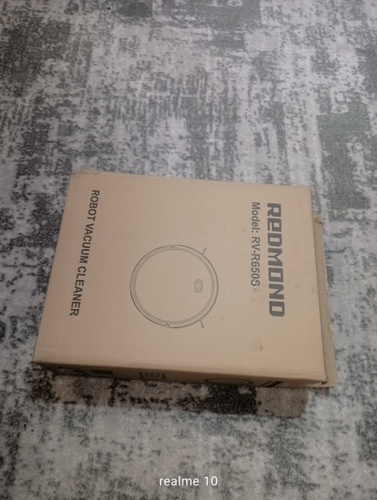 REDMOND
Model: RV-R650S
ROBOT VACUUM CLEANER
realme 10